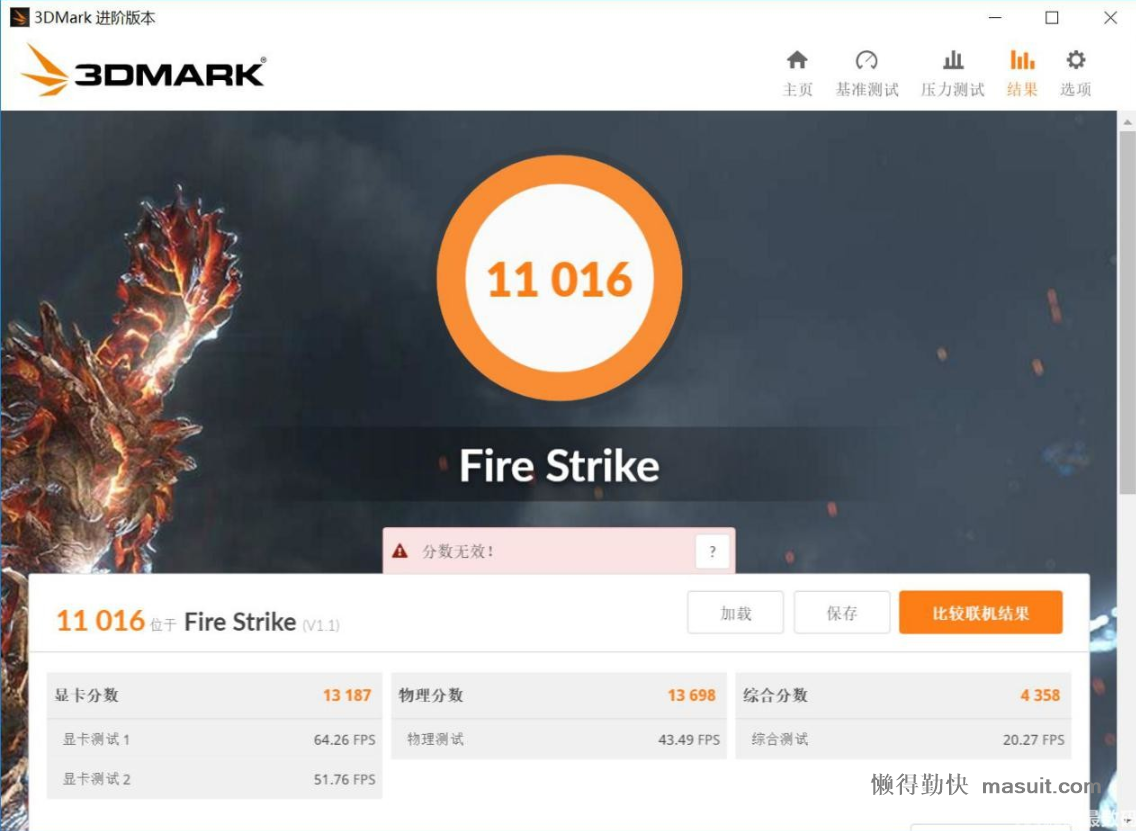 3DMark 进阶版本
3DMARK®
主页 基准测试 压力测试 结果 选项
11 016
Fire Strike
分数无效！ ?
11 016 位于 Fire Strike (V1.1) 加载 保存 比较联机结果
显卡分数 13 187 物理分数 13 698 综合分数 4 358
显卡测试 1 64.26 FPS 物理测试 43.49 FPS 综合测试 20.27 FPS
显卡测试 2 51.76 FPS
懒得勤快 masuit.com